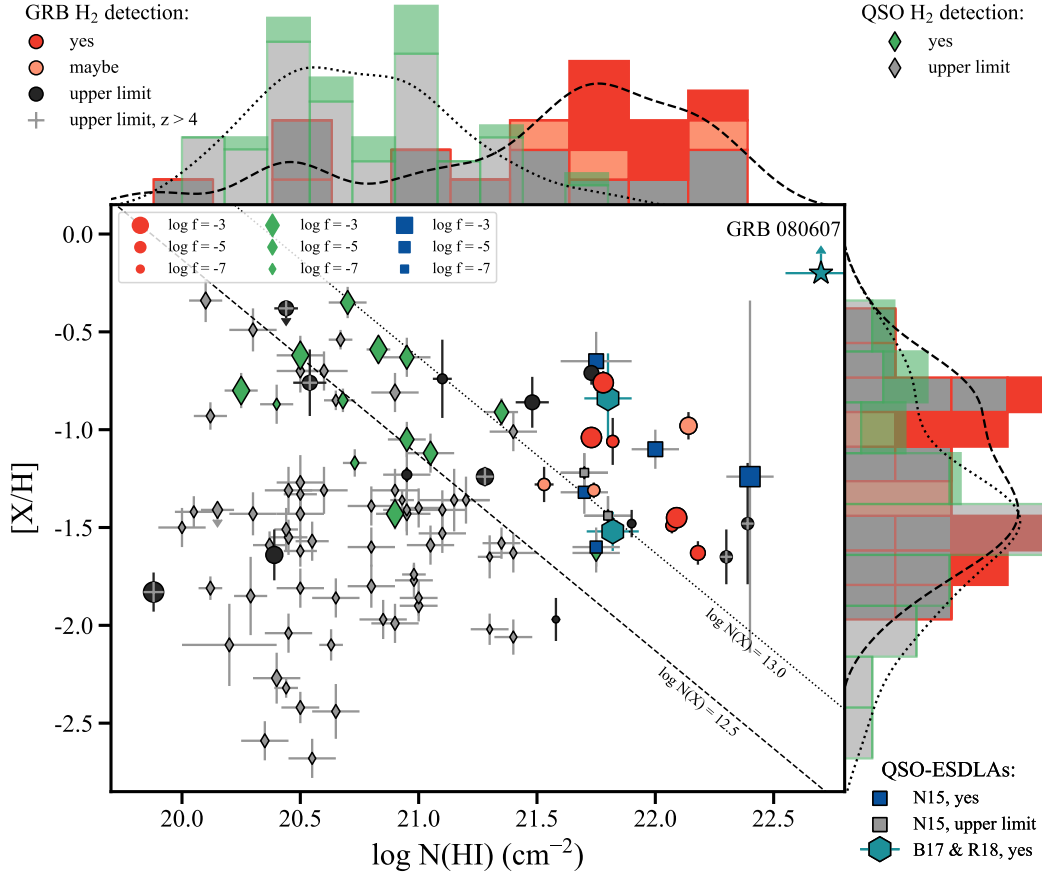 GRB H₂ detection:
yes
maybe
upper limit
upper limit, z > 4
QSO H₂ detection:
yes
upper limit
log f = -3
log f = -5
log f = -7
log f = -3
log f = -5
log f = -7
log f = -3
log f = -5
log f = -7
GRB 080607
0.0
-0.5
-1.0
-1.5
-2.0
-2.5
[X/H]
log N(X) = 13.0
log N(X) = 12.5
20.0
20.5
21.0
21.5
22.0
22.5
log N(HI) (cm⁻²)
QSO-ESDLAs:
N15, yes
N15, upper limit
B17 & R18, yes